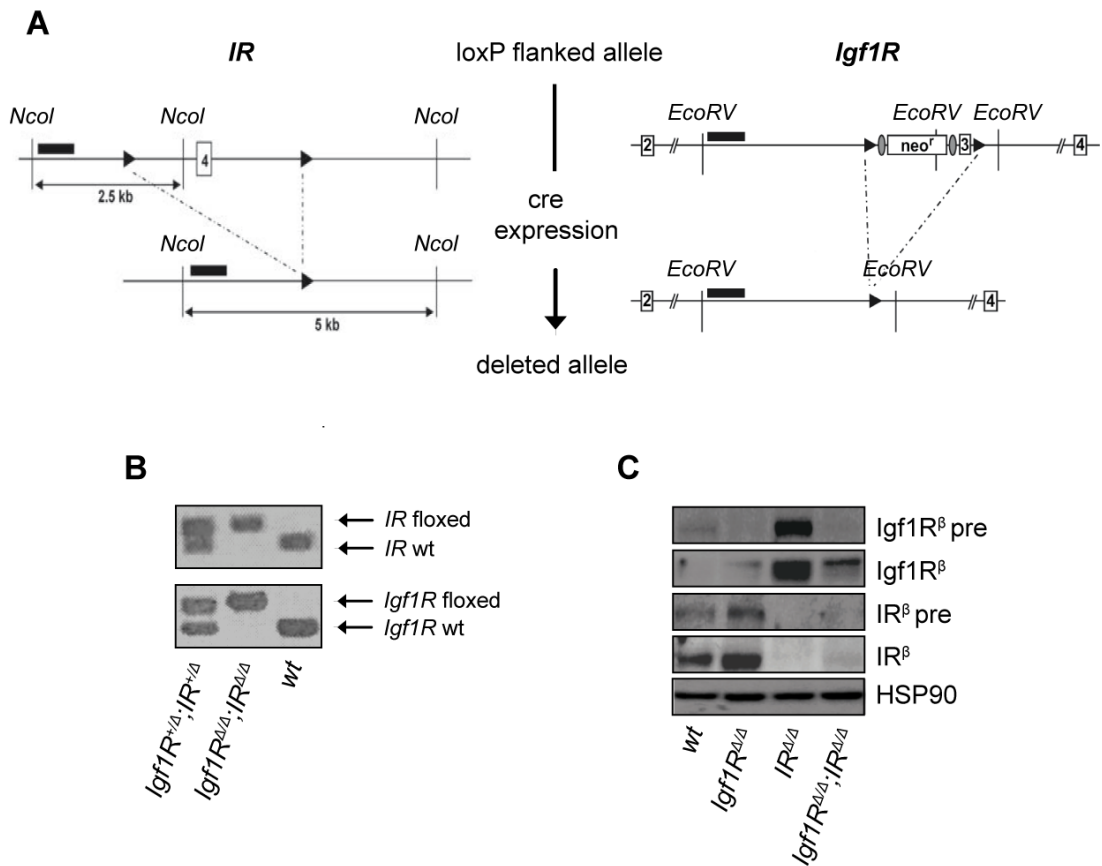 A
IR
loxP flanked allele
Igf1R
NcoI NcoI NcoI
4
2.5 kb
NcoI NcoI
5 kb
cre
expression
deleted allele
EcoRV EcoRV EcoRV
2 // neoʳ 3 // 4
EcoRV EcoRV
2 // // 4
B
IR floxed
IR wt
Igf1R floxed
Igf1R wt
Igf1R+/Δ;IR+/Δ
Igf1RΔ/Δ;IRΔ/Δ
wt
C
Igf1Rᵝ pre
Igf1Rᵝ
IRᵝ pre
IRᵝ
HSP90
wt
Igf1RΔ/Δ
IRΔ/Δ
Igf1RΔ/Δ;IRΔ/Δ